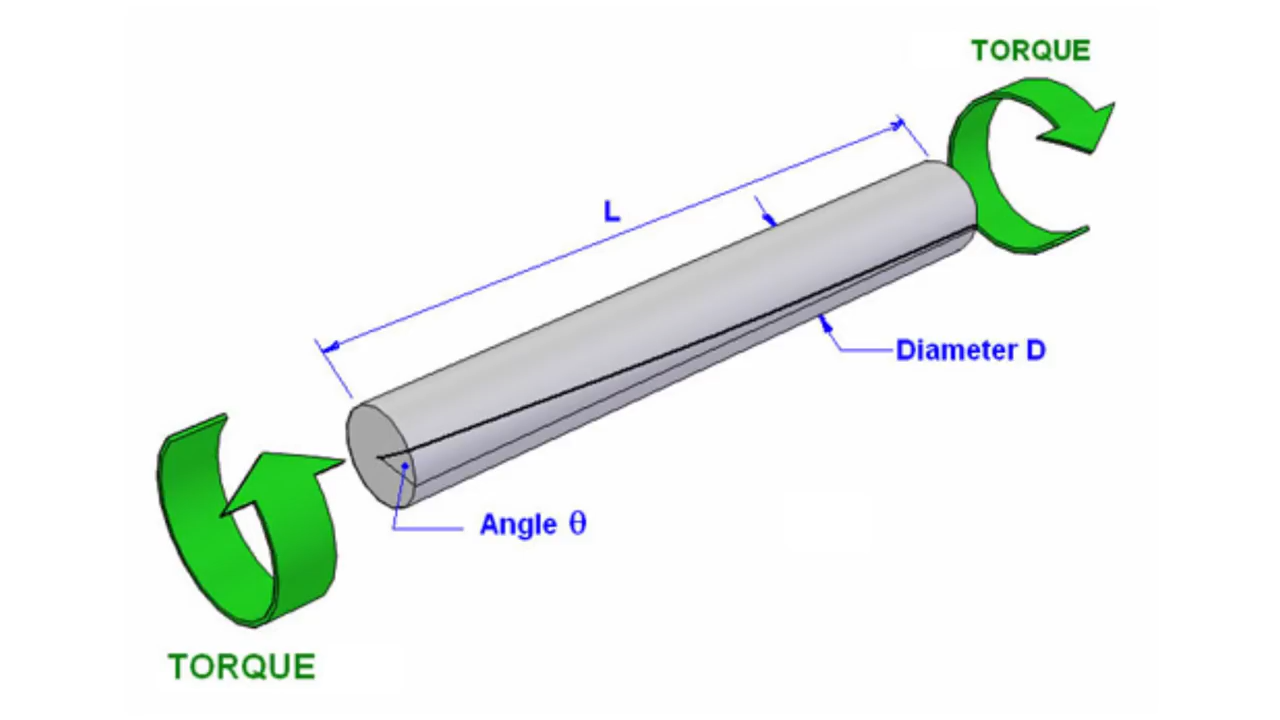 TORQUE
L
Diameter D
Angle θ
TORQUE